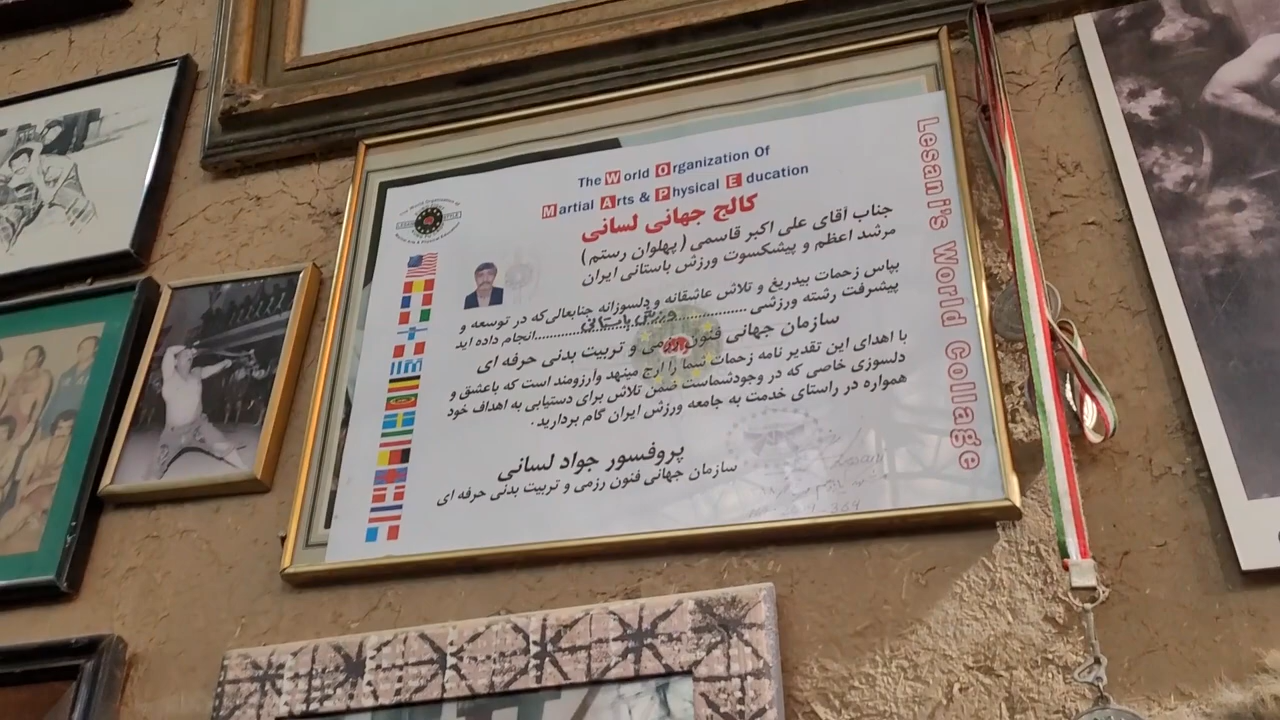 The World Organization Of
Martial Arts & Physical Education
کالج جهانی لسانی
جناب آقای علی اکبر قاسمی (پهلوان رستم)
مرشد اعظم و پیشکسوت ورزش باستانی ایران
بپاس زحمات بیدریغ و تلاش عاشقانه و دلسوزانه جنابعالی‌که در توسعه و
پیشرفت رشته ورزشی .......ورزش باستانی.......انجام داده اید
سازمان جهانی فنون رزمی و تربیت بدنی حرفه ای
با اهدای این تقدیر نامه زحمات شما را ارج مینهد وآرزومند است که باعشق و
دلسوزی خاصی که در وجودشماست ضمن تلاش برای دستیابی به اهداف خود
همواره در راستای خدمت به جامعه ورزش ایران گام بردارید.
پروفسور جواد لسانی
سازمان جهانی فنون رزمی و تربیت بدنی حرفه ای
Lesani's World Collage